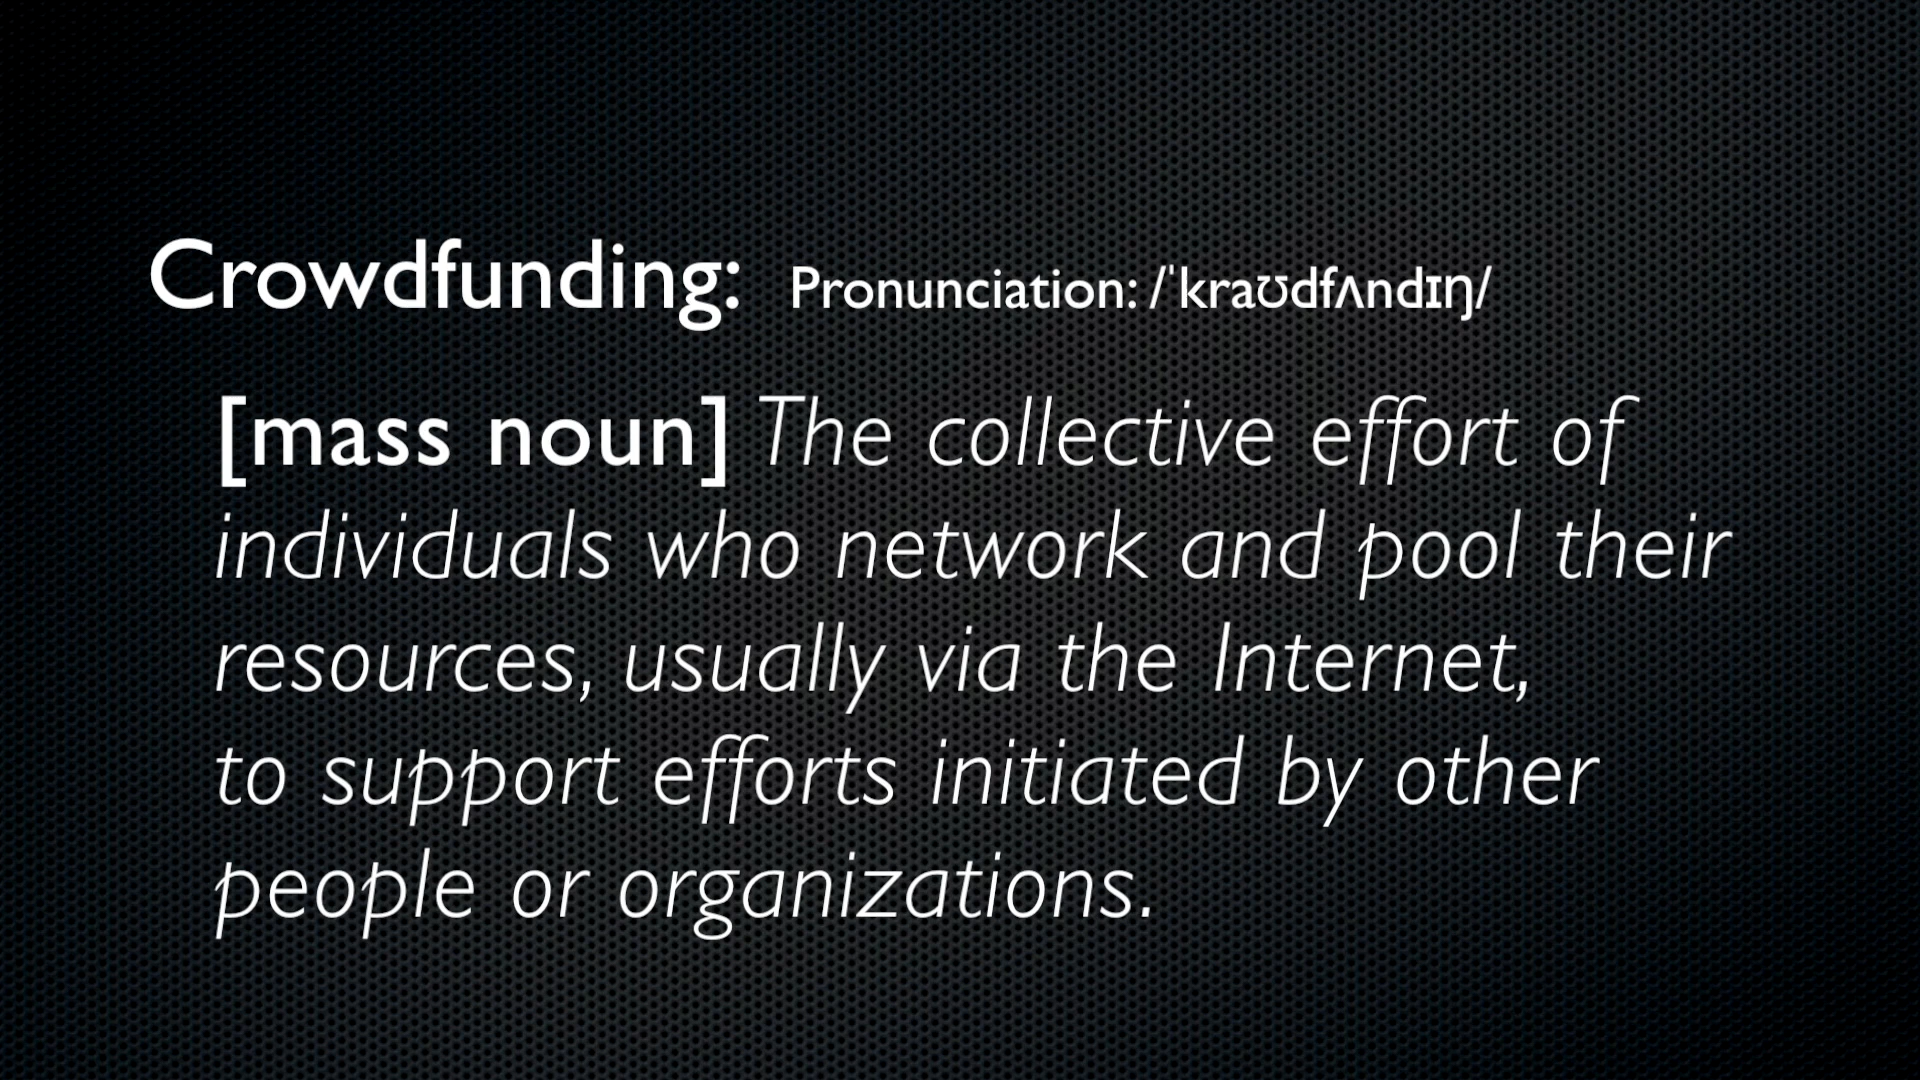 Crowdfunding: Pronunciation: /ˈkraʊdfʌndɪŋ/
[mass noun] The collective effort of
individuals who network and pool their
resources, usually via the Internet,
to support efforts initiated by other
people or organizations.